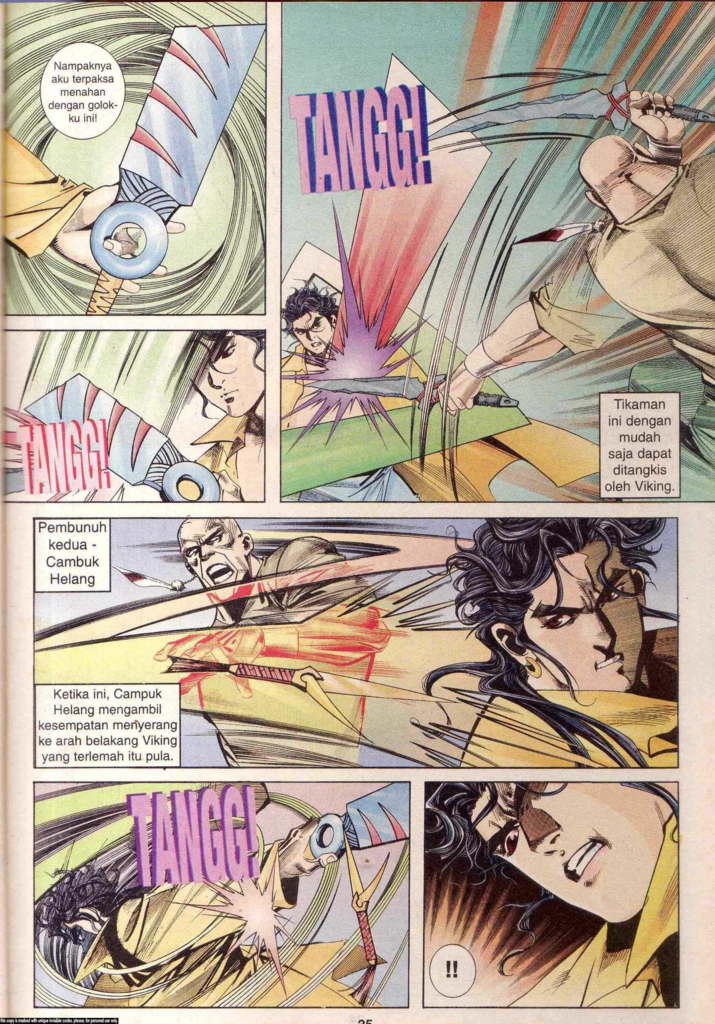 Nampaknya
aku terpaksa
menahan
dengan golok-
ku ini!
TANGG!
Tikaman
ini dengan
mudah
saja dapat
ditangkis
oleh Viking.
TANGG!
Pembunuh
kedua -
Cambuk
Helang
Ketika ini, Campuk
Helang mengambil
kesempatan menyerang
ke arah belakang Viking
yang terlemah itu pula.
TANGG!
!!